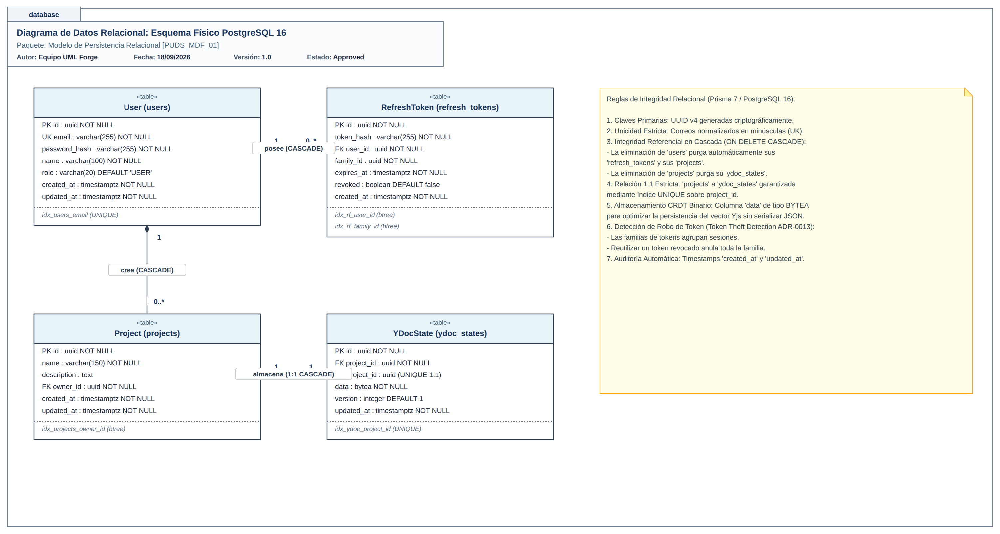 database
Diagrama de Datos Relacional: Esquema Físico PostgreSQL 16
Paquete: Modelo de Persistencia Relacional [PUDS_MDF_01]
Autor: Equipo UML Forge Fecha: 18/09/2026 Versión: 1.0 Estado: Approved
«table»
User (users)
PK id : uuid NOT NULL
UK email : varchar(255) NOT NULL
password_hash : varchar(255) NOT NULL
name : varchar(100) NOT NULL
role : varchar(20) DEFAULT 'USER'
created_at : timestamptz NOT NULL
updated_at : timestamptz NOT NULL
idx_users_email (UNIQUE)
1 0..*
posee (CASCADE)
«table»
RefreshToken (refresh_tokens)
PK id : uuid NOT NULL
token_hash : varchar(255) NOT NULL
FK user_id : uuid NOT NULL
family_id : uuid NOT NULL
expires_at : timestamptz NOT NULL
revoked : boolean DEFAULT false
created_at : timestamptz NOT NULL
idx_rf_user_id (btree)
idx_rf_family_id (btree)
Reglas de Integridad Relacional (Prisma 7 / PostgreSQL 16):
1. Claves Primarias: UUID v4 generadas criptográficamente.
2. Unicidad Estricta: Correos normalizados en minúsculas (UK).
3. Integridad Referencial en Cascada (ON DELETE CASCADE):
- La eliminación de 'users' purga automáticamente sus
'refresh_tokens' y sus 'projects'.
- La eliminación de 'projects' purga su 'ydoc_states'.
4. Relación 1:1 Estricta: 'projects' a 'ydoc_states' garantizada
mediante índice UNIQUE sobre project_id.
5. Almacenamiento CRDT Binario: Columna 'data' de tipo BYTEA
para optimizar la persistencia del vector Yjs sin serializar JSON.
6. Detección de Robo de Token (Token Theft Detection ADR-0013):
- Las familias de tokens agrupan sesiones.
- Reutilizar un token revocado anula toda la familia.
7. Auditoría Automática: Timestamps 'created_at' y 'updated_at'.
1
crea (CASCADE)
0..*
«table»
Project (projects)
PK id : uuid NOT NULL
name : varchar(150) NOT NULL
description : text
FK owner_id : uuid NOT NULL
created_at : timestamptz NOT NULL
updated_at : timestamptz NOT NULL
idx_projects_owner_id (btree)
1 1
almacena (1:1 CASCADE)
«table»
YDocState (ydoc_states)
PK id : uuid NOT NULL
FK project_id : uuid NOT NULL
roject_id : uuid (UNIQUE 1:1)
data : bytea NOT NULL
version : integer DEFAULT 1
updated_at : timestamptz NOT NULL
idx_ydoc_project_id (UNIQUE)